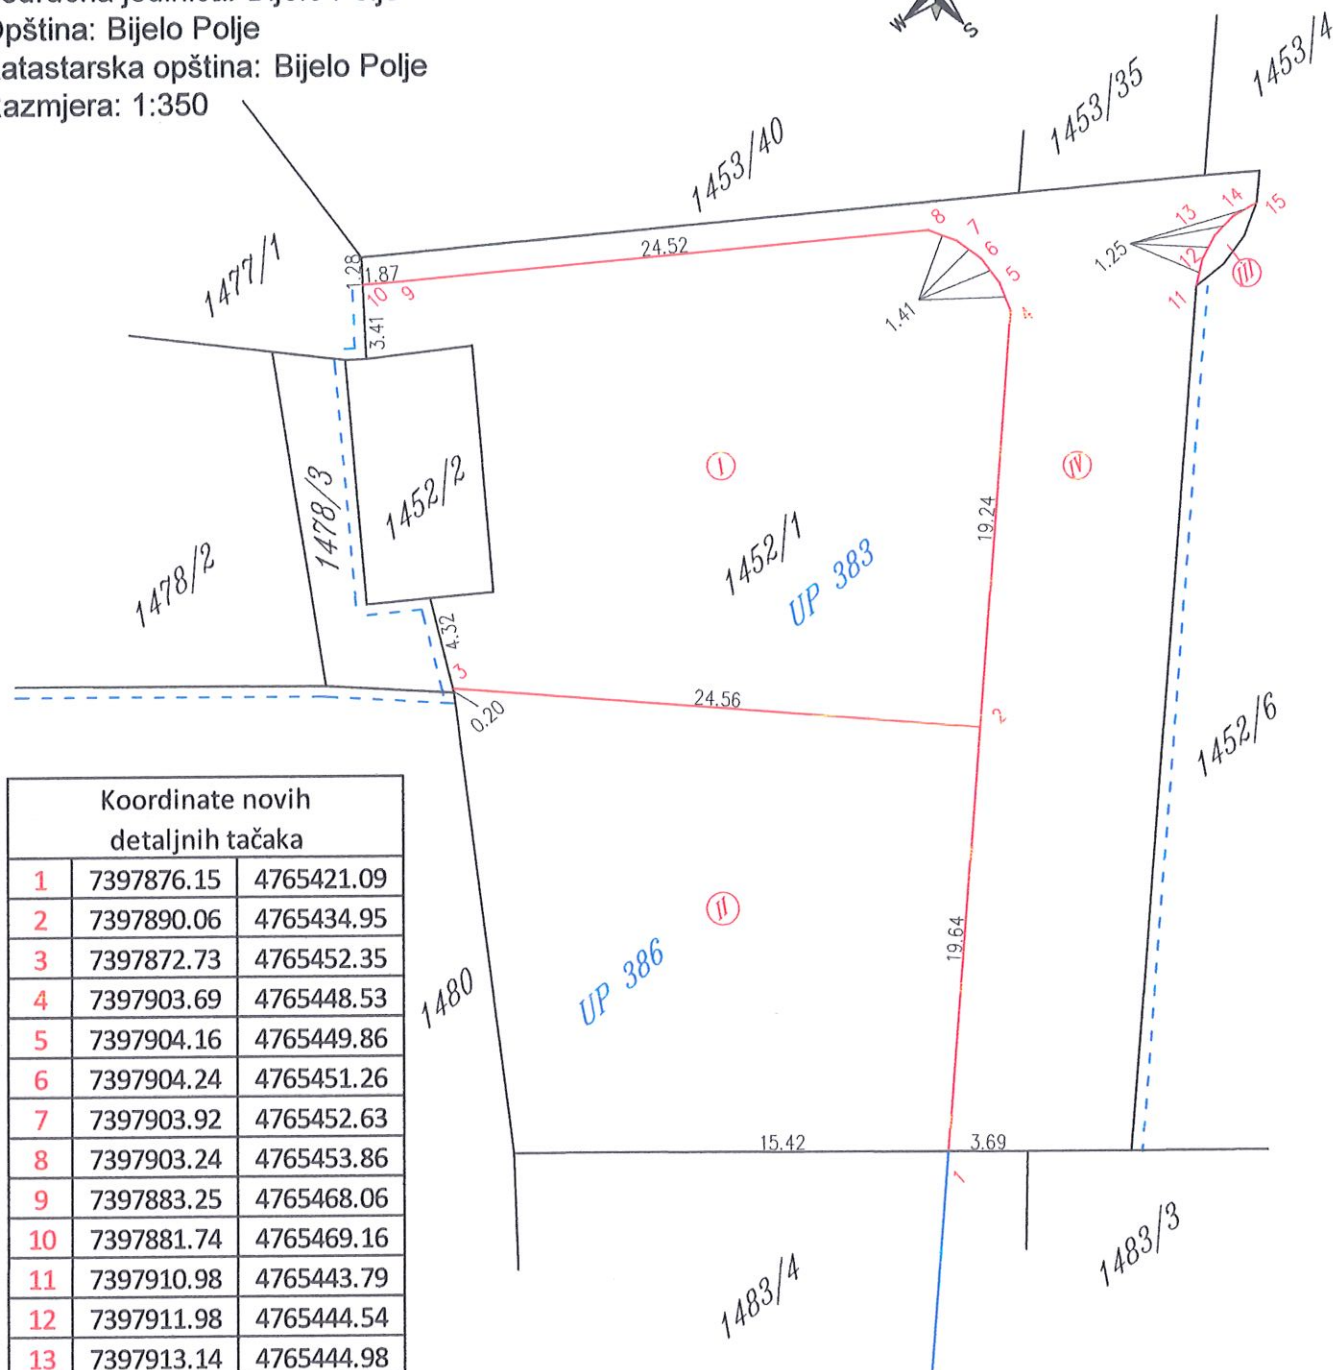 Opština: Bijelo Polje
Katastarska opština: Bijelo Polje
Razmjera: 1:350
W
S
1453/4
1453/35
1453/40
1477/1
24.52
1.28
1.87
10
9
3.41
8
7
6
5
4
1.41
13
14
15
1.25
12
11
III
I
IV
1478/3
1452/2
1478/2
1452/1
UP 383
19.24
4.32
3
0.20
24.56
2
1452/6
Koordinate novih
detaljnih tačaka
1 7397876.15 4765421.09
2 7397890.06 4765434.95
3 7397872.73 4765452.35
4 7397903.69 4765448.53
5 7397904.16 4765449.86
6 7397904.24 4765451.26
7 7397903.92 4765452.63
8 7397903.24 4765453.86
9 7397883.25 4765468.06
10 7397881.74 4765469.16
11 7397910.98 4765443.79
12 7397911.98 4765444.54
13 7397913.14 4765444.98
II
UP 386
19.64
1480
15.42
3.69
1
1483/4
1483/3